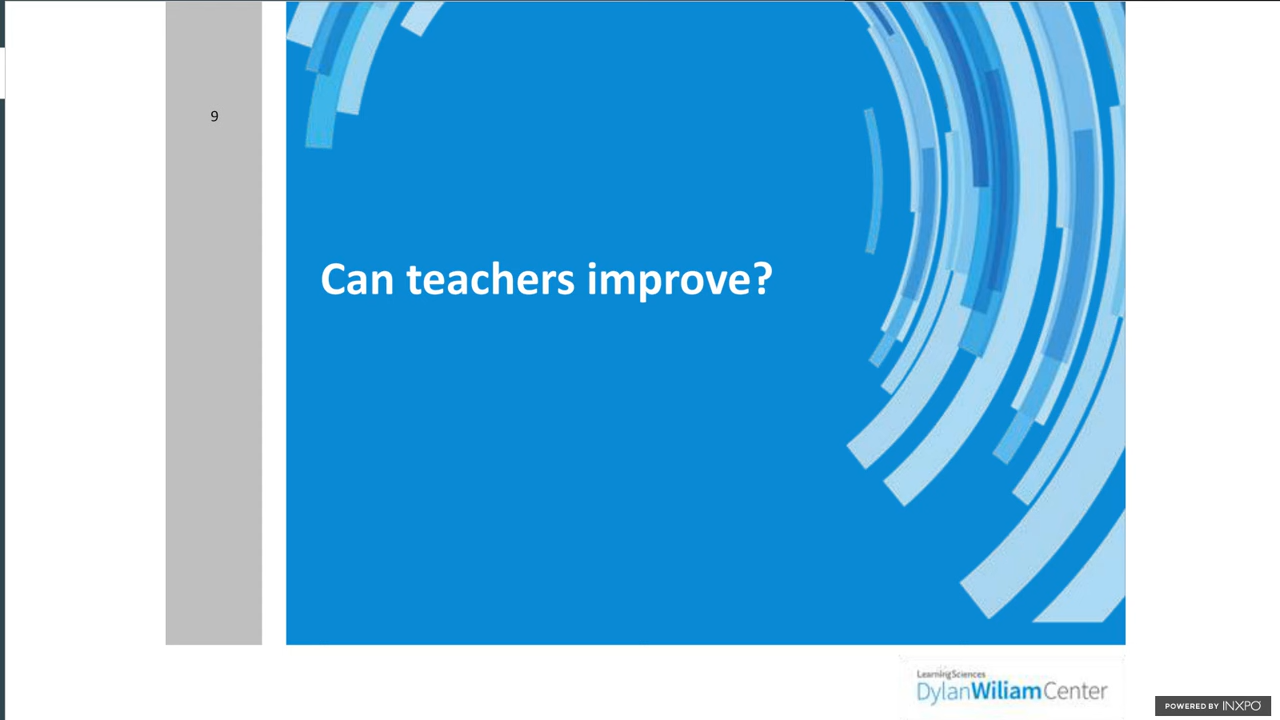 9
Can teachers improve?
LearningSciences
DylanWiliamCenter
POWERED BY INXPO